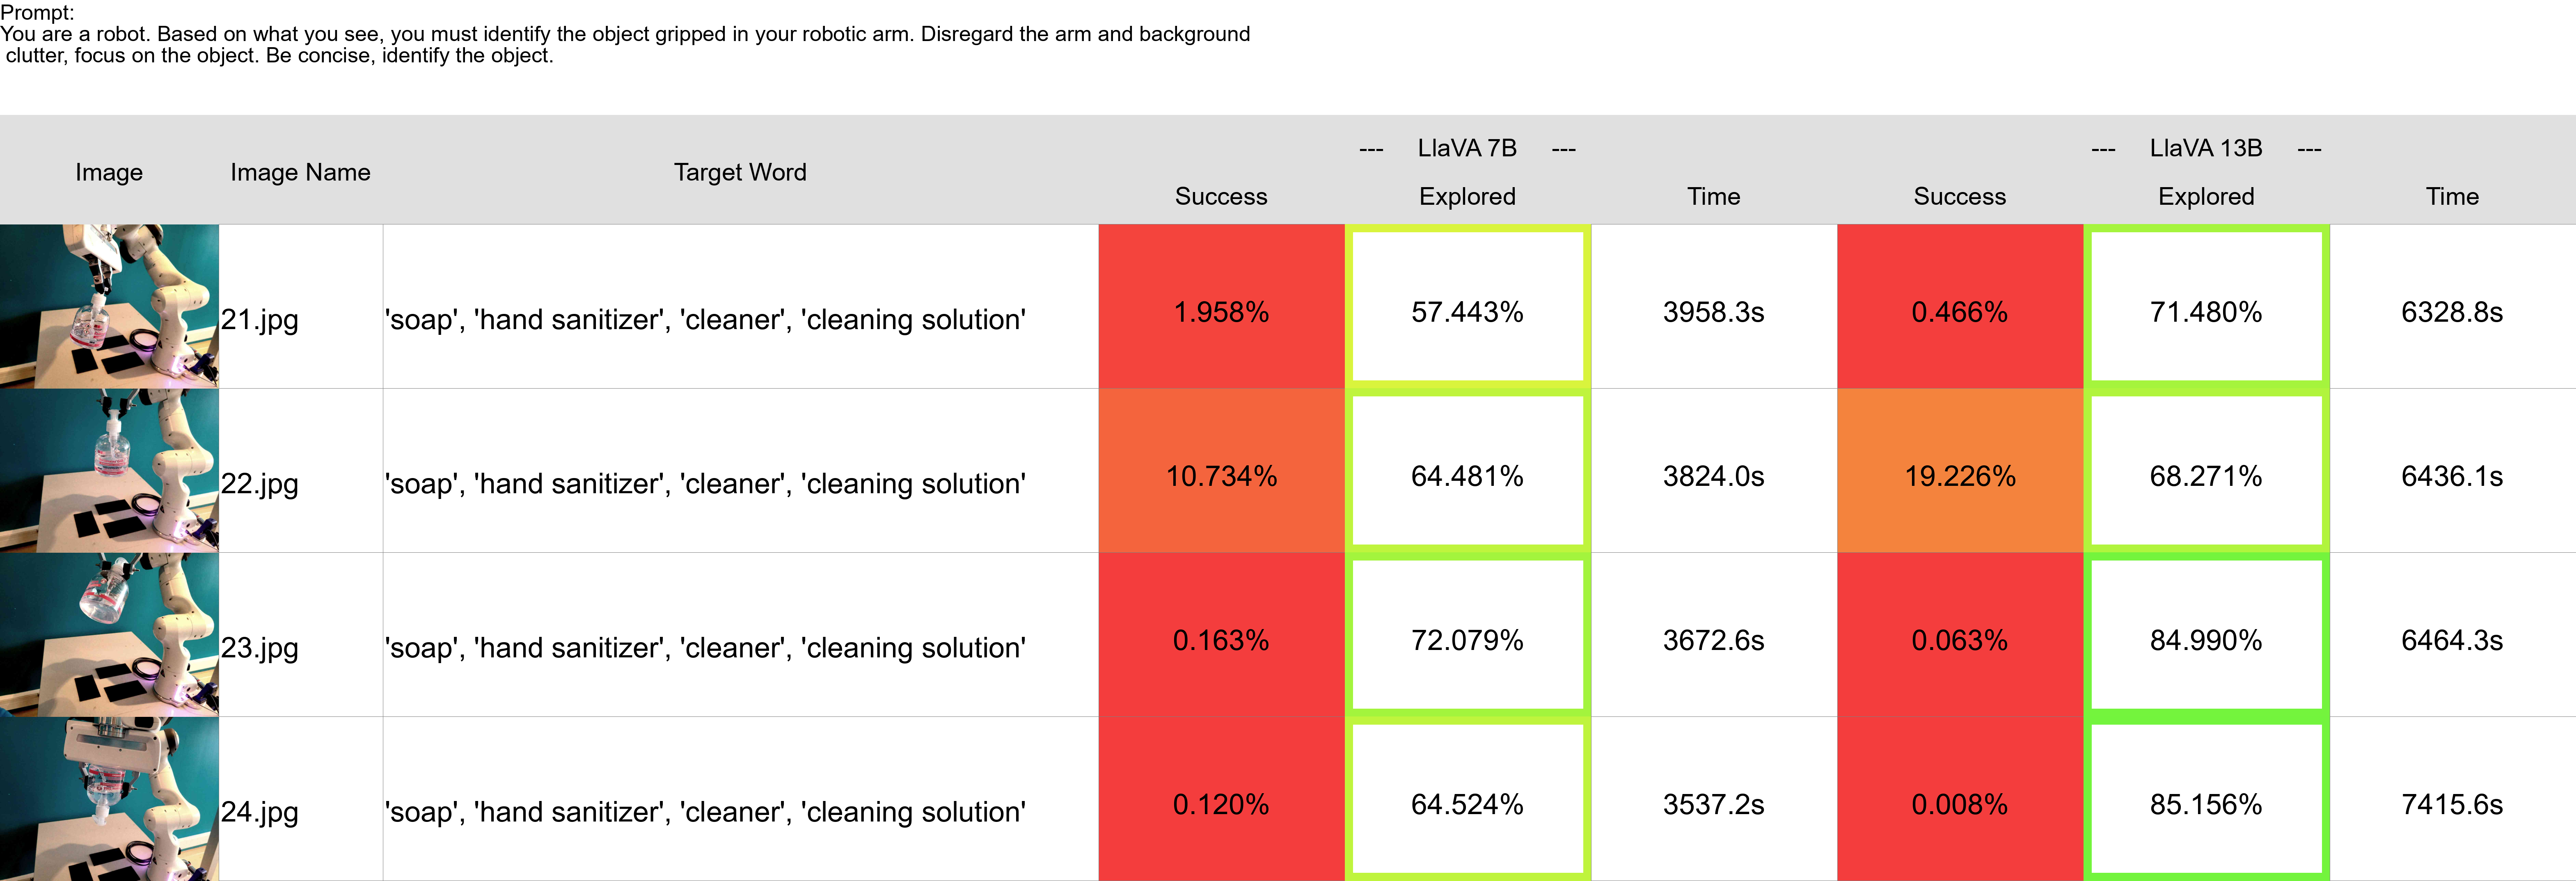 Prompt:
You are a robot. Based on what you see, you must identify the object gripped in your robotic arm. Disregard the arm and background
clutter, focus on the object. Be concise, identify the object.
--- LlaVA 7B --- --- LlaVA 13B ---
Image Image Name Target Word
Success Explored Time Success Explored Time
21.jpg 'soap', 'hand sanitizer', 'cleaner', 'cleaning solution' 1.958% 57.443% 3958.3s 0.466% 71.480% 6328.8s
22.jpg 'soap', 'hand sanitizer', 'cleaner', 'cleaning solution' 10.734% 64.481% 3824.0s 19.226% 68.271% 6436.1s
23.jpg 'soap', 'hand sanitizer', 'cleaner', 'cleaning solution' 0.163% 72.079% 3672.6s 0.063% 84.990% 6464.3s
24.jpg 'soap', 'hand sanitizer', 'cleaner', 'cleaning solution' 0.120% 64.524% 3537.2s 0.008% 85.156% 7415.6s